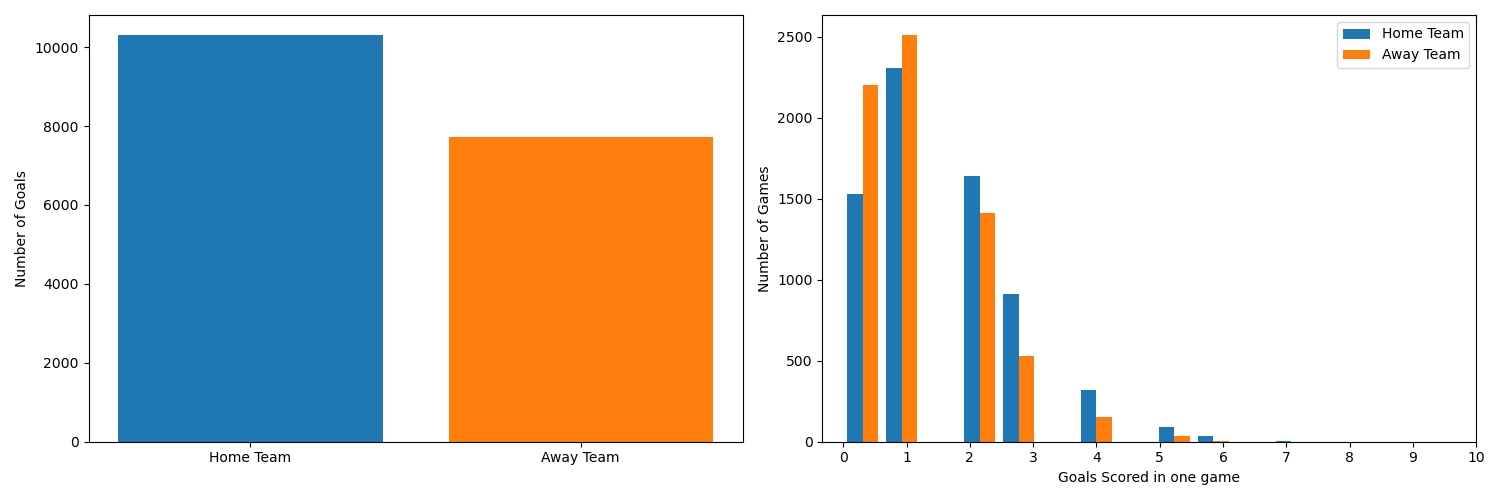 Number of Goals
10000
8000
6000
4000
2000
0
Home Team
Away Team
Number of Games
2500
2000
1500
1000
500
0
0 1 2 3 4 5 6 7 8 9 10
Goals Scored in one game
Home Team
Away Team